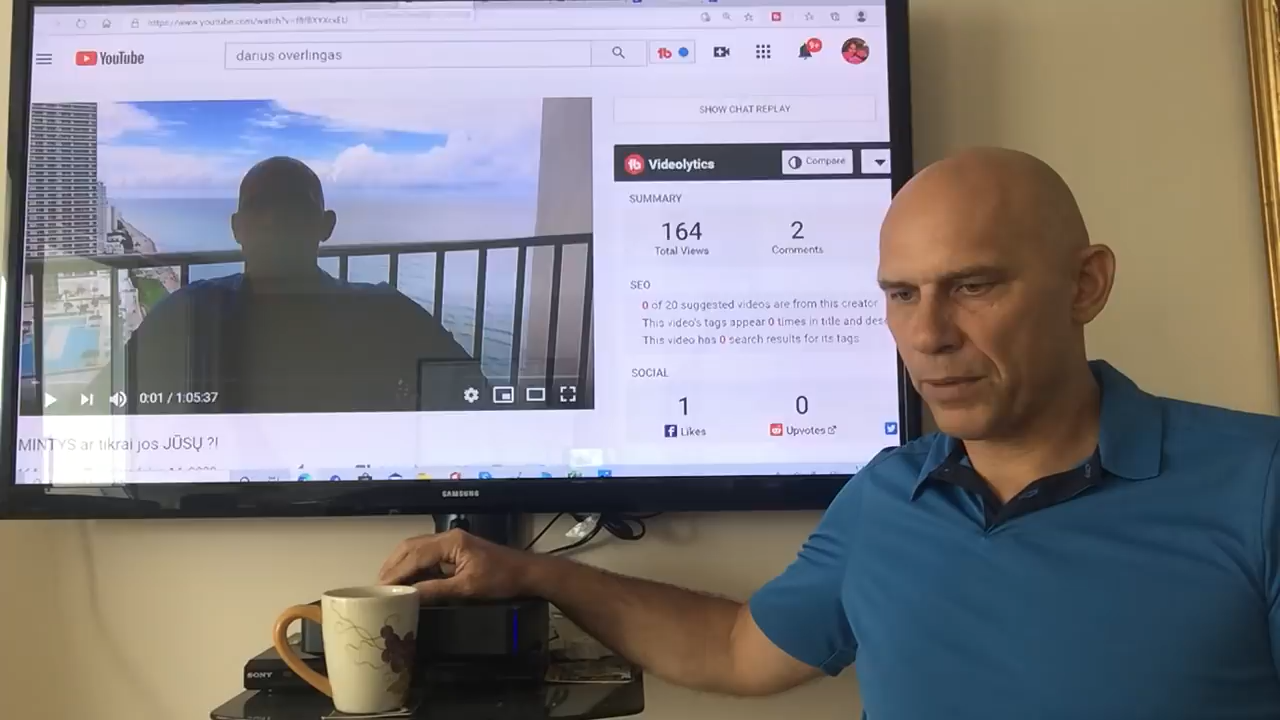 YouTube
darius overlingas
9+
SHOW CHAT REPLAY
Videolytics
Compare
SUMMARY
164
2
Total Views
Comments
SEO
0 of 20 suggested videos are from this creator
This video's tags appear 0 times in title and des
This video has 0 search results for its tags
SOCIAL
1
0
Likes
Upvotes
0:01 / 1:05:37
MINTYS ar tikrai jos JŪSŲ ?!
SAMSUNG
SONY